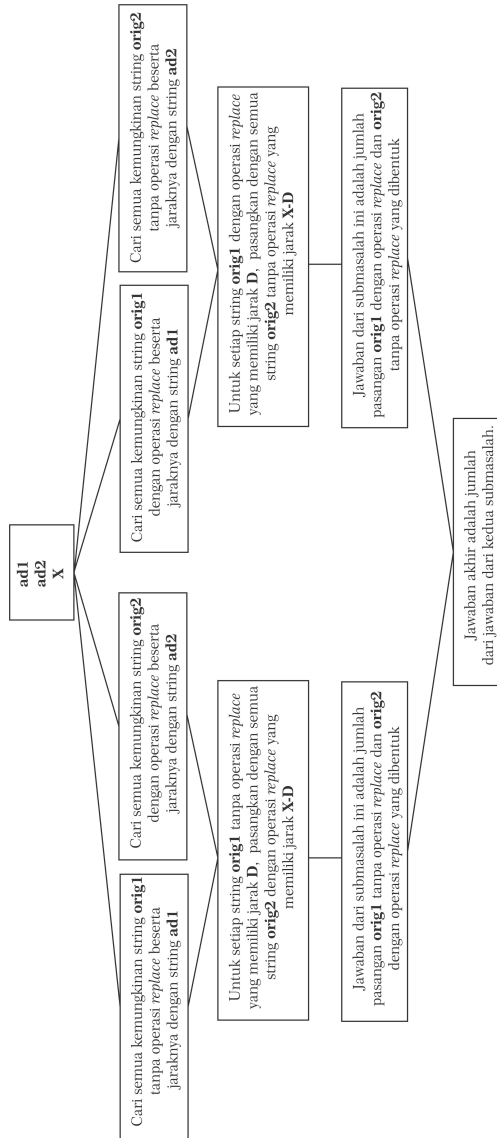 ad1
ad2
X
Cari semua kemungkinan string orig1
tanpa operasi replace beserta
jaraknya dengan string ad1
Cari semua kemungkinan string orig2
dengan operasi replace beserta
jaraknya dengan string ad2
Cari semua kemungkinan string orig1
dengan operasi replace beserta
jaraknya dengan string ad1
Cari semua kemungkinan string orig2
tanpa operasi replace beserta
jaraknya dengan string ad2
Untuk setiap string orig1 tanpa operasi replace
yang memiliki jarak D, pasangkan dengan semua
string orig2 dengan operasi replace yang
memiliki jarak X-D
Untuk setiap string orig1 dengan operasi replace
yang memiliki jarak D, pasangkan dengan semua
string orig2 tanpa operasi replace yang
memiliki jarak X-D
Jawaban dari submasalah ini adalah jumlah
pasangan orig1 tanpa operasi replace dan orig2
dengan operasi replace yang dibentuk
Jawaban dari submasalah ini adalah jumlah
pasangan orig1 dengan operasi replace dan orig2
tanpa operasi replace yang dibentuk
Jawaban akhir adalah jumlah
dari jawaban dari kedua submasalah.